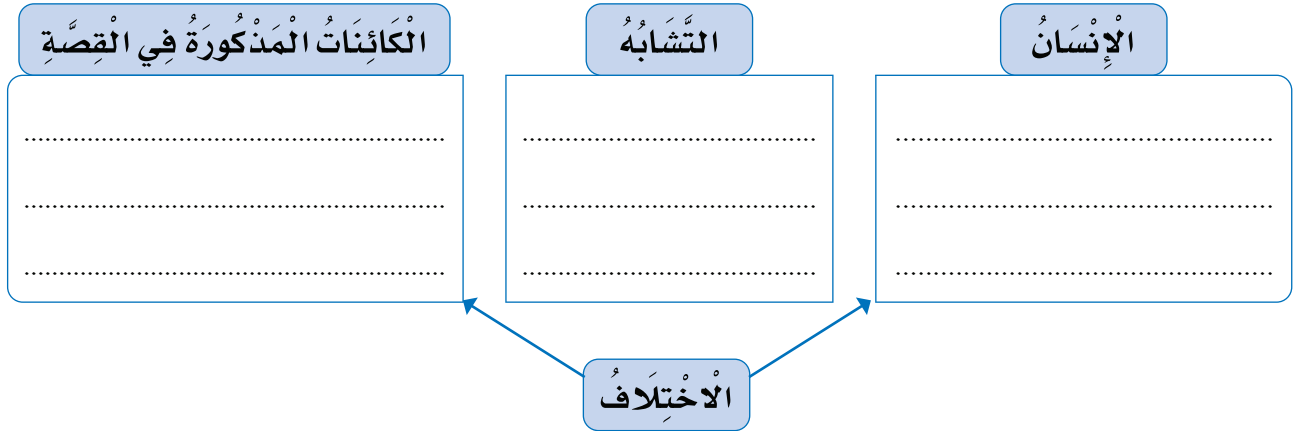 الْإِنْسَانُ
التَّشَابُهُ
الْكَائِنَاتُ الْمَذْكُورَةُ فِي الْقِصَّةِ
الْاخْتِلَافُ